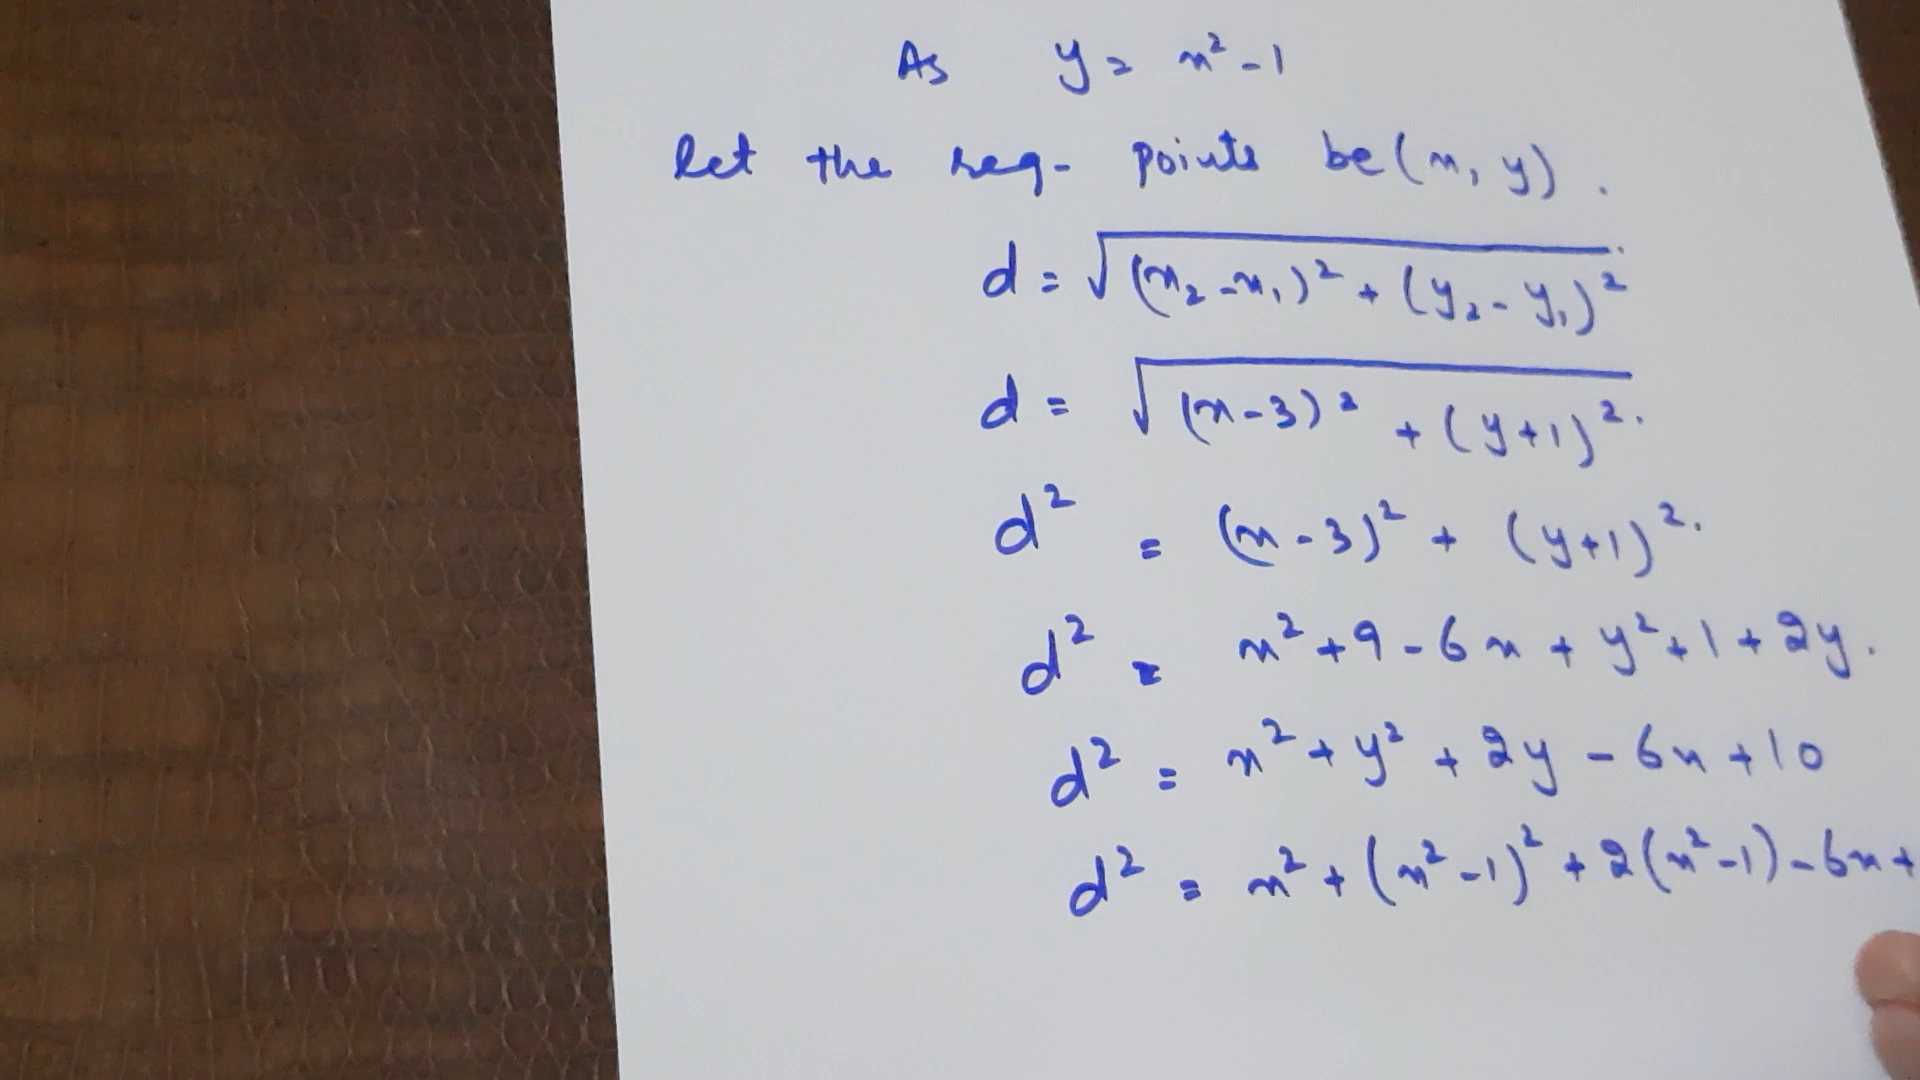 As y = x² - 1
Let the req. points be (x, y).
d = √(x₂ - x₁)² + (y₂ - y₁)²
d = √(x - 3)² + (y + 1)²
d² = (x - 3)² + (y + 1)².
d² = x² + 9 - 6x + y² + 1 + 2y.
d² = x² + y² + 2y - 6x + 10
d² = x² + (x² - 1)² + 2(x² - 1) - 6x +